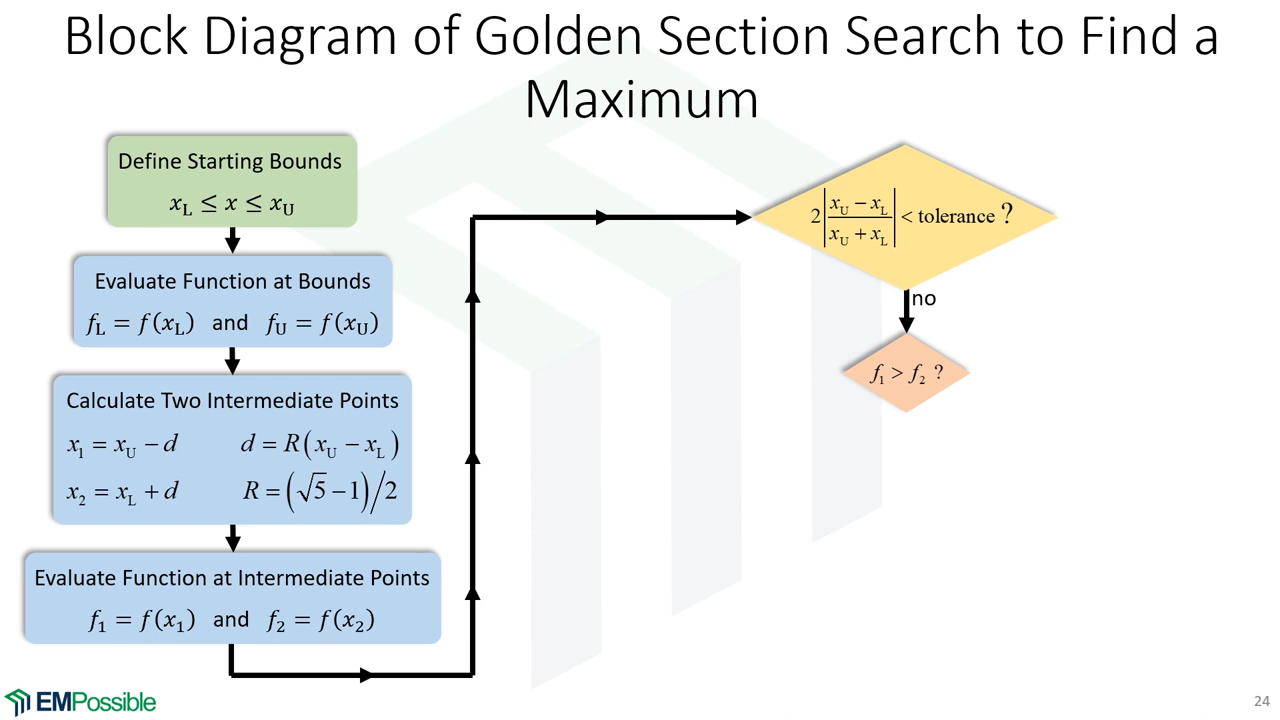 Block Diagram of Golden Section Search to Find a
Maximum
Define Starting Bounds
x_L ≤ x ≤ x_U
Evaluate Function at Bounds
f_L = f(x_L) and f_U = f(x_U)
Calculate Two Intermediate Points
x_1 = x_U − d d = R(x_U − x_L)
x_2 = x_L + d R = (√5 − 1)/2
Evaluate Function at Intermediate Points
f_1 = f(x_1) and f_2 = f(x_2)
2|(x_U − x_L)/(x_U + x_L)| < tolerance ?
no
f_1 > f_2 ?
EMPossible
24